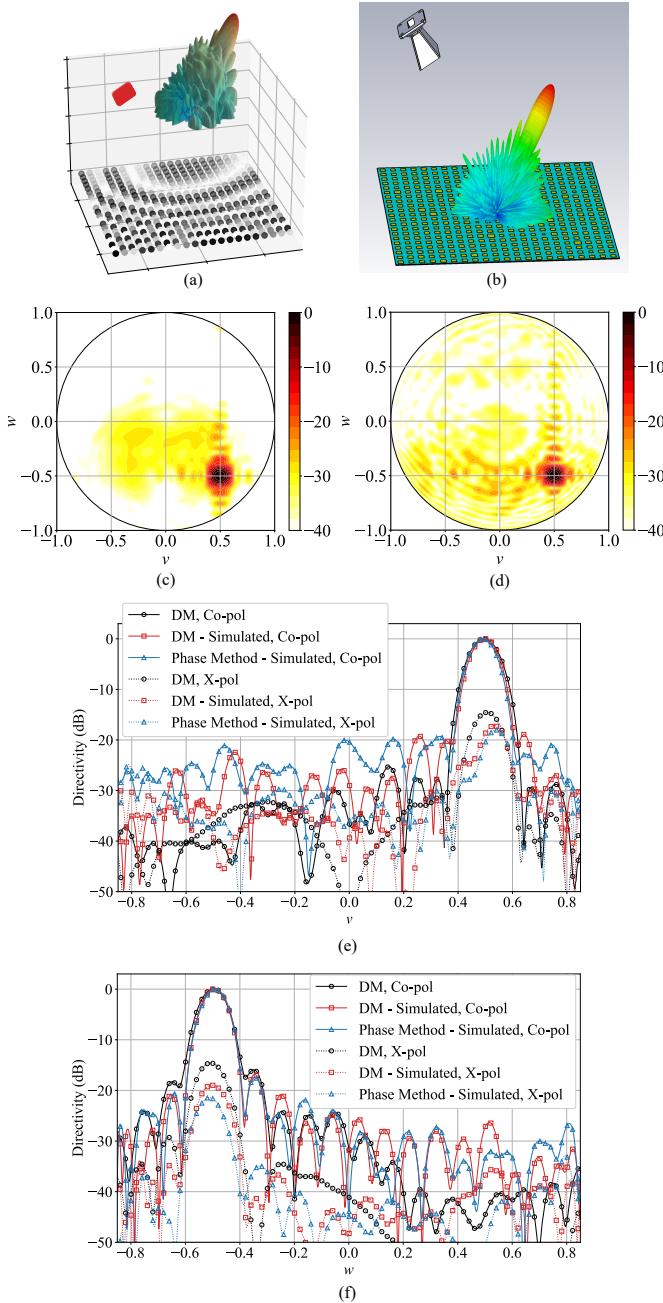 (a)
(b)
1.0
0.5
0.0
−0.5
−1.0
w
−1.0
−0.5
0.0
0.5
1.0
v
0
−10
−20
−30
−40
(c)
1.0
0.5
0.0
−0.5
−1.0
w
−1.0
−0.5
0.0
0.5
1.0
v
0
−10
−20
−30
−40
(d)
DM, Co-pol
DM - Simulated, Co-pol
Phase Method - Simulated, Co-pol
DM, X-pol
DM - Simulated, X-pol
Phase Method - Simulated, X-pol
Directivity (dB)
0
−10
−20
−30
−40
−50
−0.8 −0.6 −0.4 −0.2 0.0 0.2 0.4 0.6 0.8
v
(e)
DM, Co-pol
DM - Simulated, Co-pol
Phase Method - Simulated, Co-pol
DM, X-pol
DM - Simulated, X-pol
Phase Method - Simulated, X-pol
Directivity (dB)
0
−10
−20
−30
−40
−50
−0.8 −0.6 −0.4 −0.2 0.0 0.2 0.4 0.6 0.8
w
(f)